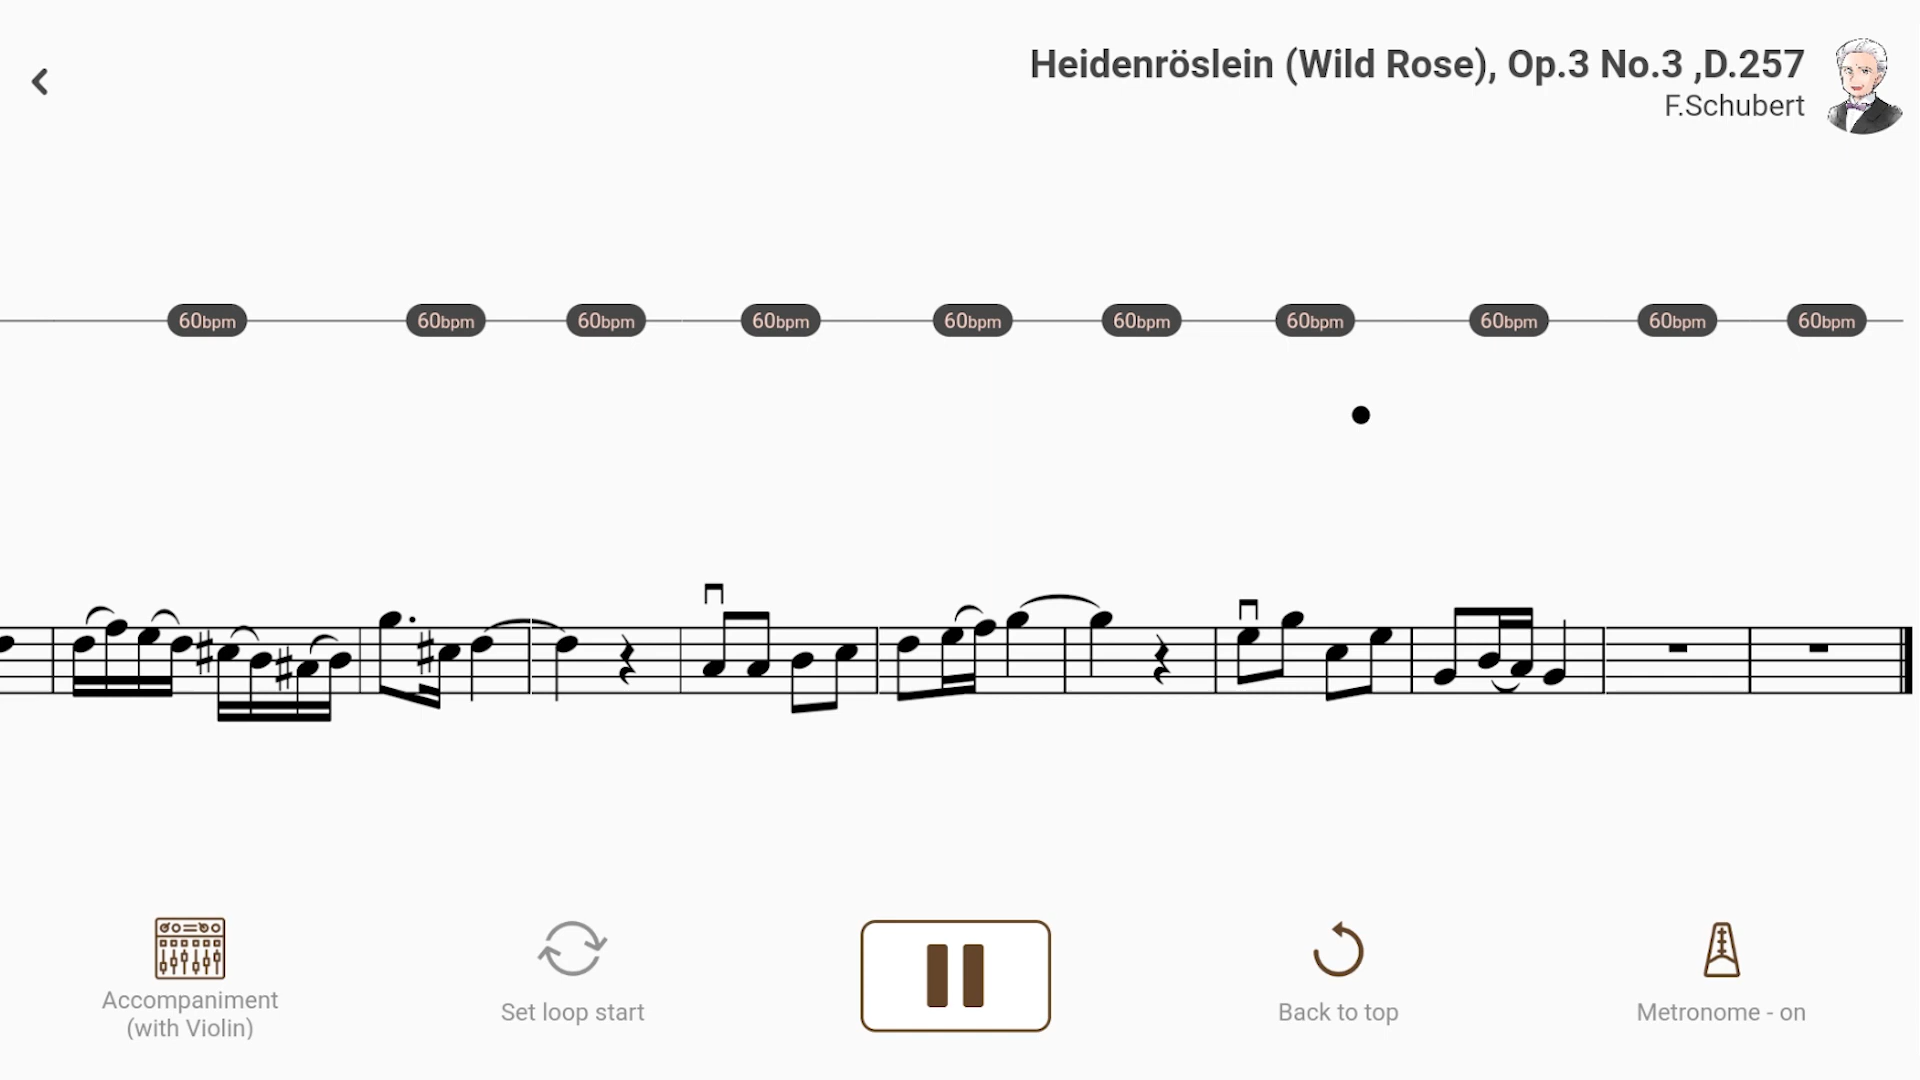 Heidenröslein (Wild Rose), Op.3 No.3 ,D.257
F.Schubert
60bpm 60bpm 60bpm 60bpm 60bpm 60bpm 60bpm 60bpm 60bpm 60bpm
Accompaniment
(with Violin)
Set loop start
Back to top
Metronome - on